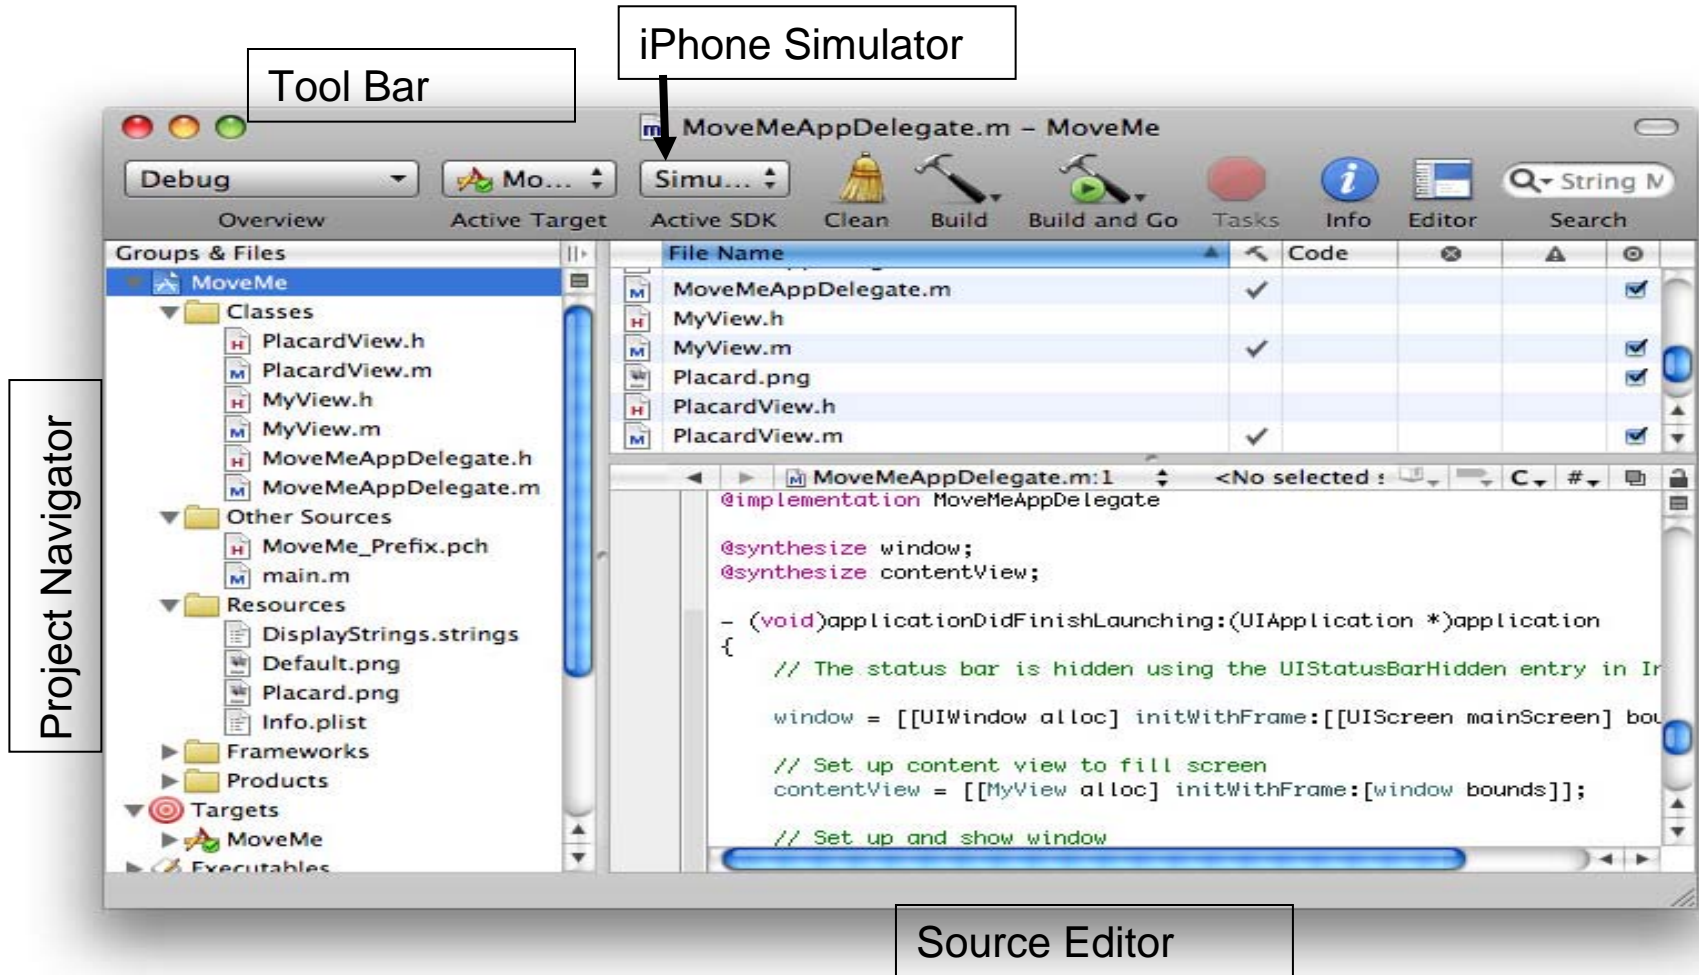 iPhone Simulator
Tool Bar
MoveMeAppDelegate.m – MoveMe
Debug
Mo...
Simu...
String M
Overview
Active Target
Active SDK
Clean
Build
Build and Go
Tasks
Info
Editor
Search
Project Navigator
Groups & Files
MoveMe
Classes
PlacardView.h
PlacardView.m
MyView.h
MyView.m
MoveMeAppDelegate.h
MoveMeAppDelegate.m
Other Sources
MoveMe_Prefix.pch
main.m
Resources
DisplayStrings.strings
Default.png
Placard.png
Info.plist
Frameworks
Products
Targets
MoveMe
Executables
File Name
Code
MoveMeAppDelegate.m
MyView.h
MyView.m
Placard.png
PlacardView.h
PlacardView.m
MoveMeAppDelegate.m:1
<No selected
C
#
@implementation MoveMeAppDelegate
@synthesize window;
@synthesize contentView;
– (void)applicationDidFinishLaunching:(UIApplication *)application
{
// The status bar is hidden using the UIStatusBarHidden entry in In
window = [[UIWindow alloc] initWithFrame:[[UIScreen mainScreen] bou
// Set up content view to fill screen
contentView = [[MyView alloc] initWithFrame:[window bounds]];
// Set up and show window
Source Editor